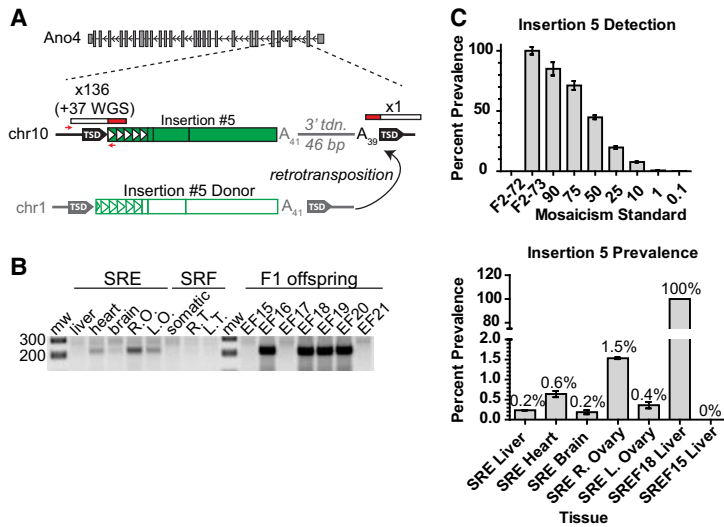 A
Ano4
x136
(+37 WGS)
x1
Insertion #5
3' tdn.
46 bp
chr10
TSD
A41
A39
TSD
retrotransposition
Insertion #5 Donor
chr1
TSD
A41
TSD
B
SRE
SRF
F1 offspring
mw
liver
heart
brain
R.O.
L.O.
somatic
R.T.
L.T.
mw
EF15
EF16
EF17
EF18
EF19
EF20
EF21
300
200
C
Insertion 5 Detection
Percent Prevalence
100
50
0
F2-72
F2-73
90
75
50
25
10
1
0.1
Mosaicism Standard
Insertion 5 Prevalence
Percent Prevalence
120
100
80
2.0
1.5
1.0
0.5
0.0
0.2%
0.6%
0.2%
1.5%
0.4%
100%
0%
SRE Liver
SRE Heart
SRE Brain
SRE R. Ovary
SRE L. Ovary
SREF18 Liver
SREF15 Liver
Tissue